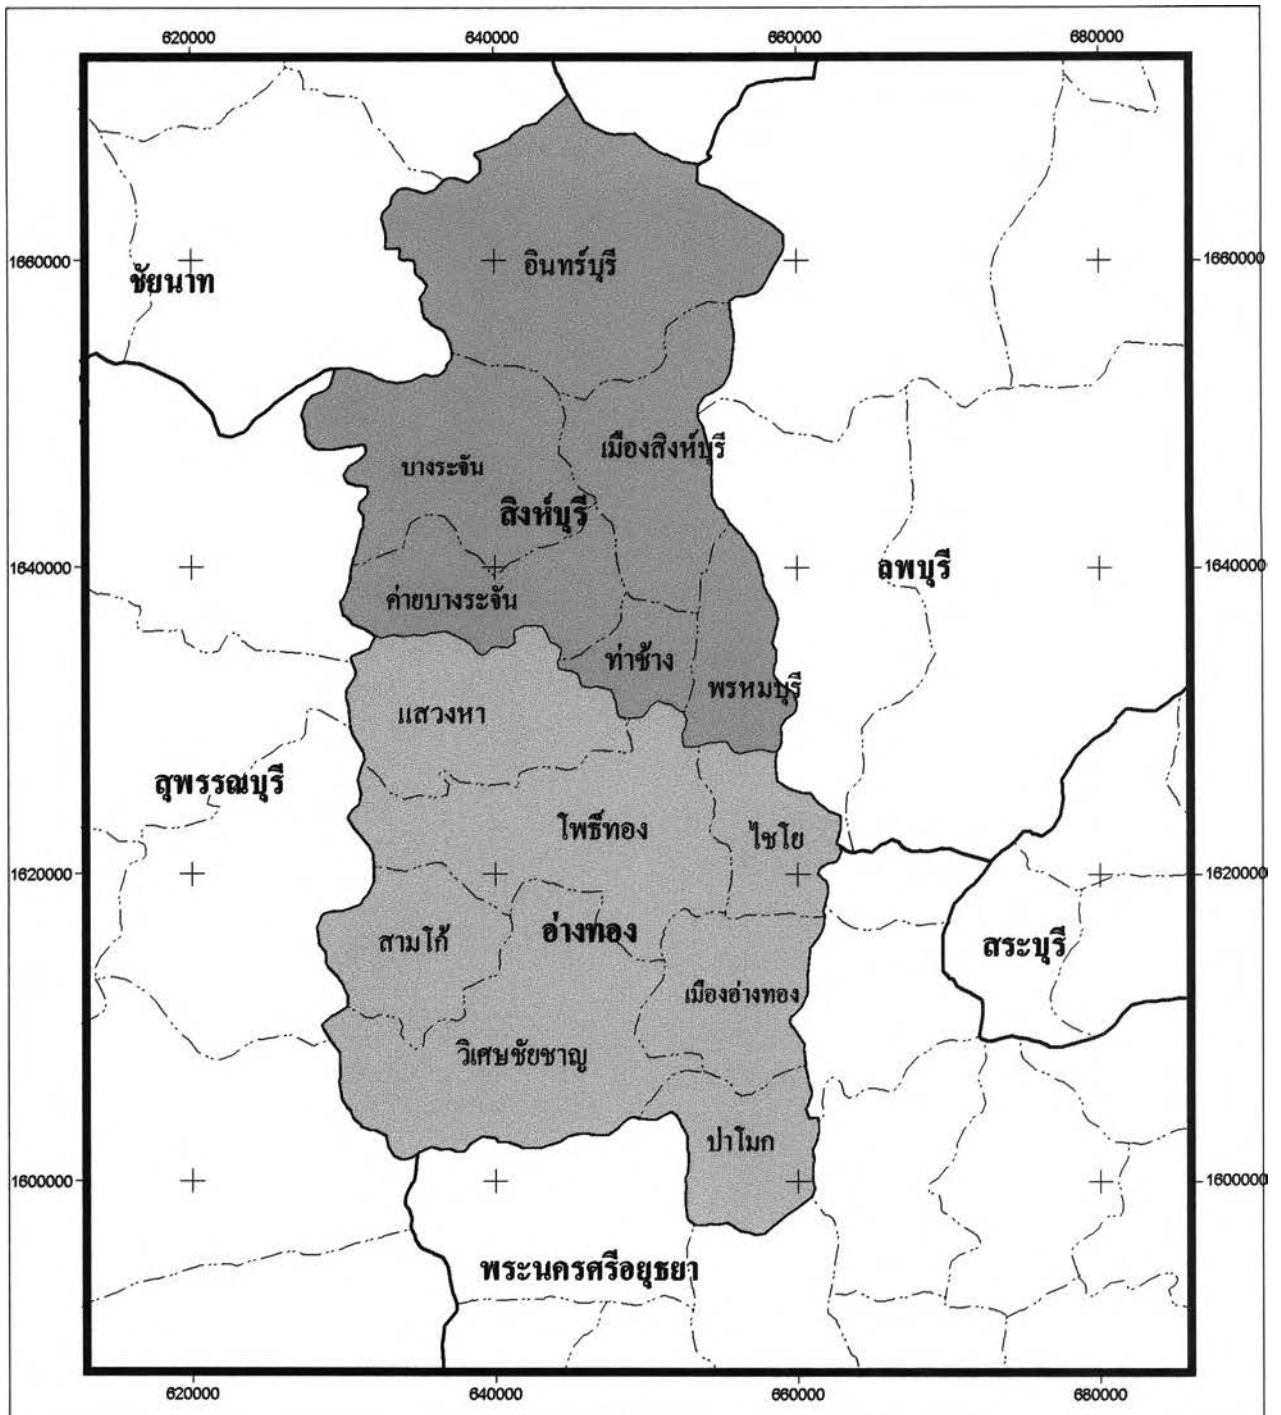 620000 640000 660000 680000
1660000 1660000
อินทร์บุรี
ชัยนาท
เมืองสิงห์บุรี
บางระจัน
สิงห์บุรี
1640000 1640000
ลพบุรี
ค่ายบางระจัน
ท่าช้าง
พรหมบุรี
แสวงหา
สุพรรณบุรี
โพธิ์ทอง
ไชโย
1620000 1620000
อ่างทอง
สามโก้
สระบุรี
เมืองอ่างทอง
วิเศษชัยชาญ
ป่าโมก
1600000 1600000
พระนครศรีอยุธยา
620000 640000 660000 680000